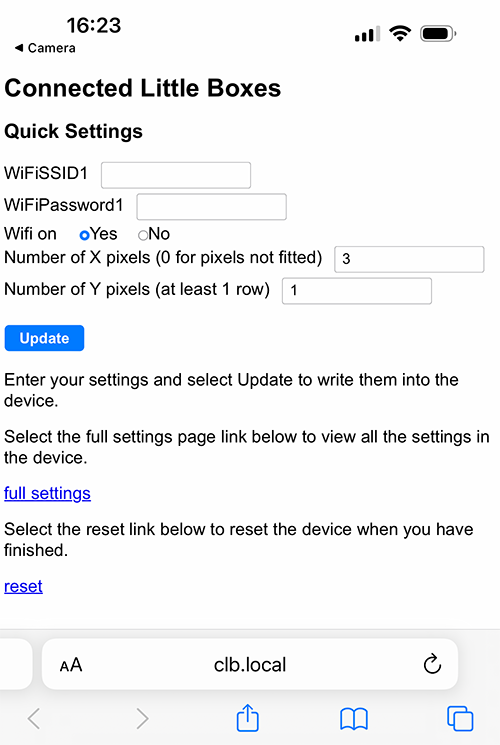 16:23
◀ Camera
Connected Little Boxes
Quick Settings
WiFiSSID1
WiFiPassword1
Wifi on Yes No
Number of X pixels (0 for pixels not fitted) 3
Number of Y pixels (at least 1 row) 1
Update
Enter your settings and select Update to write them into the
device.
Select the full settings page link below to view all the settings in
the device.
full settings
Select the reset link below to reset the device when you have
finished.
reset
AA clb.local